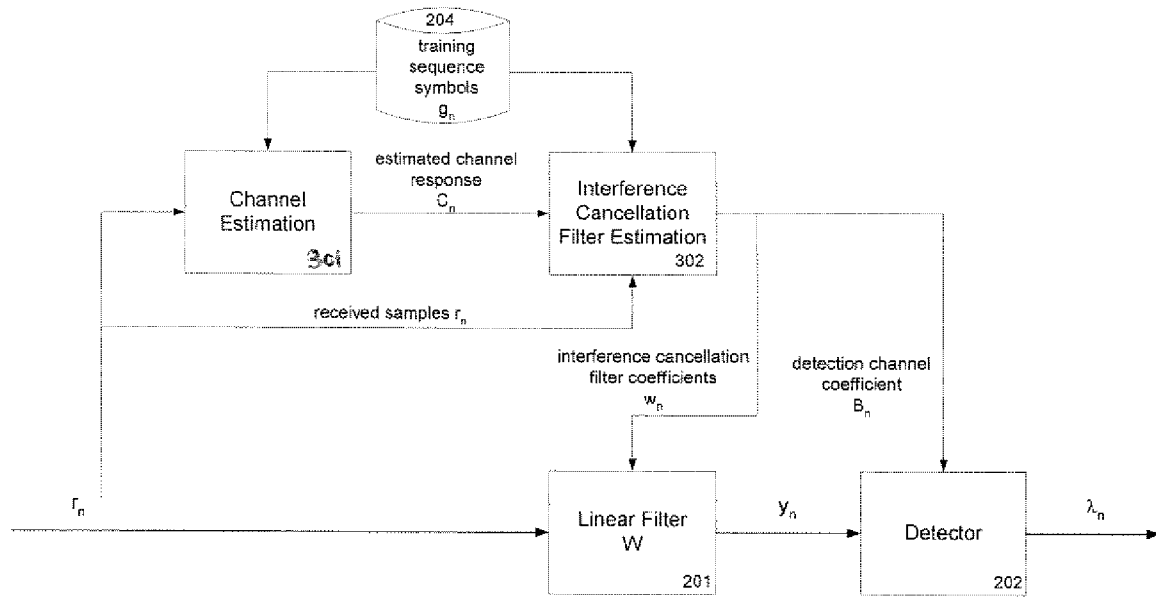 204
training
sequence
symbols
gn
estimated channel
response
Cn
Channel
Estimation
301
Interference
Cancellation
Filter Estimation
302
received samples rn
interference cancellation
filter coefficients
wn
detection channel
coefficient
Bn
rn
Linear Filter
W
201
yn
Detector
202
λn